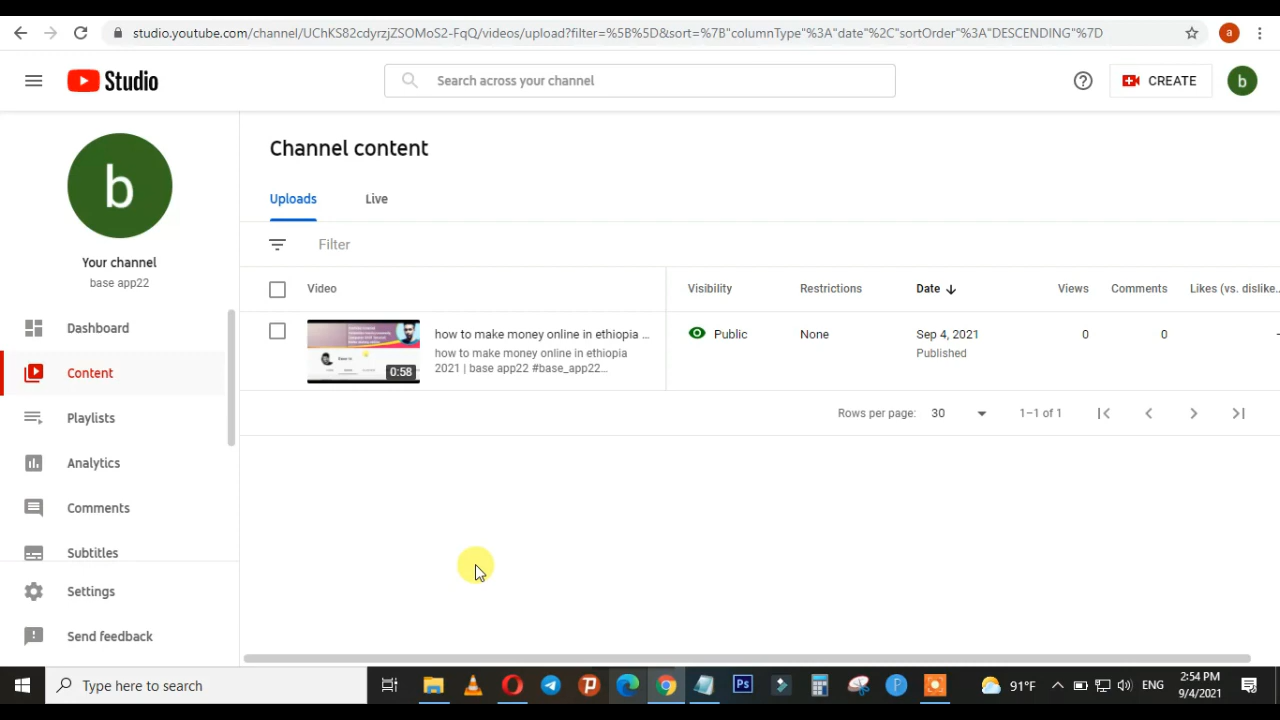 studio.youtube.com/channel/UChKS82cdyrzjZSOMoS2-FqQ/videos/upload?filter=%5B%5D&sort=%7B"columnType"%3A"date"%2C"sortOrder"%3A"DESCENDING"%7D
a
Studio
Search across your channel
CREATE
b
b
Your channel
base app22
Dashboard
Content
Playlists
Analytics
Comments
Subtitles
Settings
Send feedback
Channel content
Uploads
Live
Filter
Video
Visibility
Restrictions
Date
Views
Comments
Likes (vs. dislike..
0:58
how to make money online in ethiopia ...
how to make money online in ethiopia
2021 | base app22 #base_app22...
Public
None
Sep 4, 2021
Published
0
0
Rows per page: 30
1–1 of 1
Type here to search
Ps
91°F
ENG
2:54 PM
9/4/2021